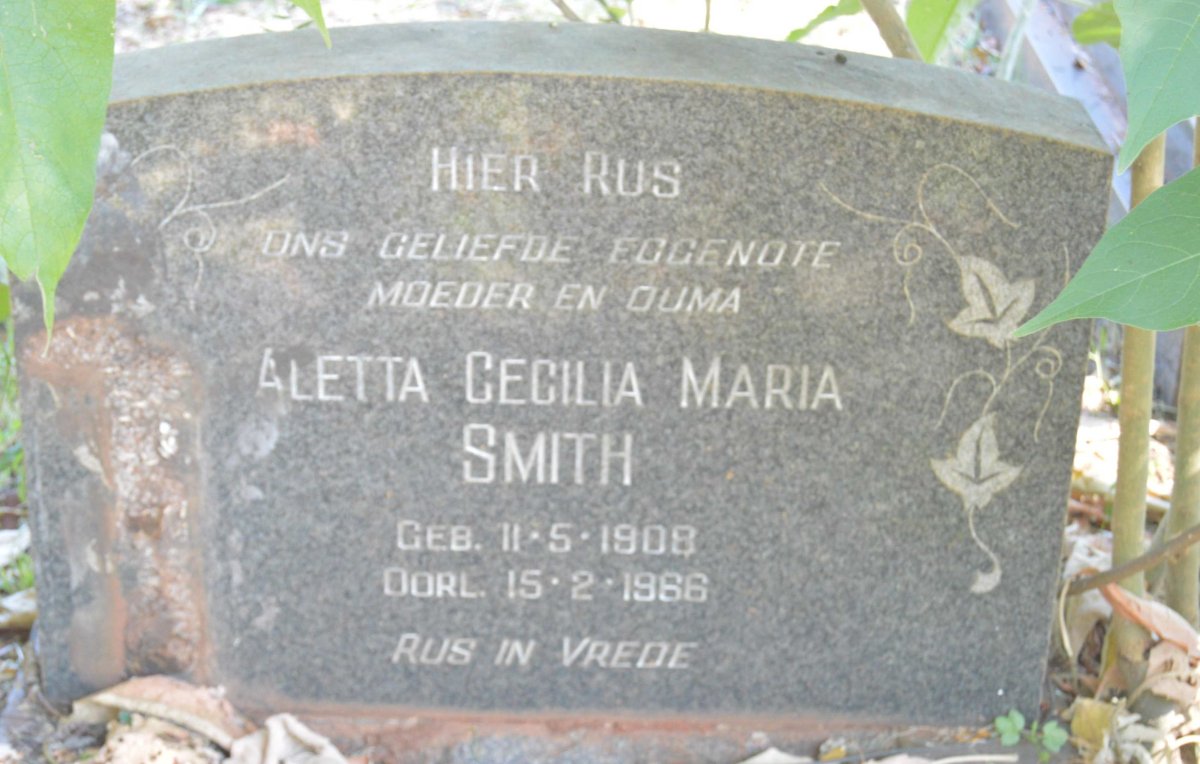 HIER RUS
ONS GELIEFDE EGGENOTE
MOEDER EN OUMA
ALETTA CECILIA MARIA
SMITH
GEB. 11·5·1908
OORL. 15·2·1966
RUS IN VREDE